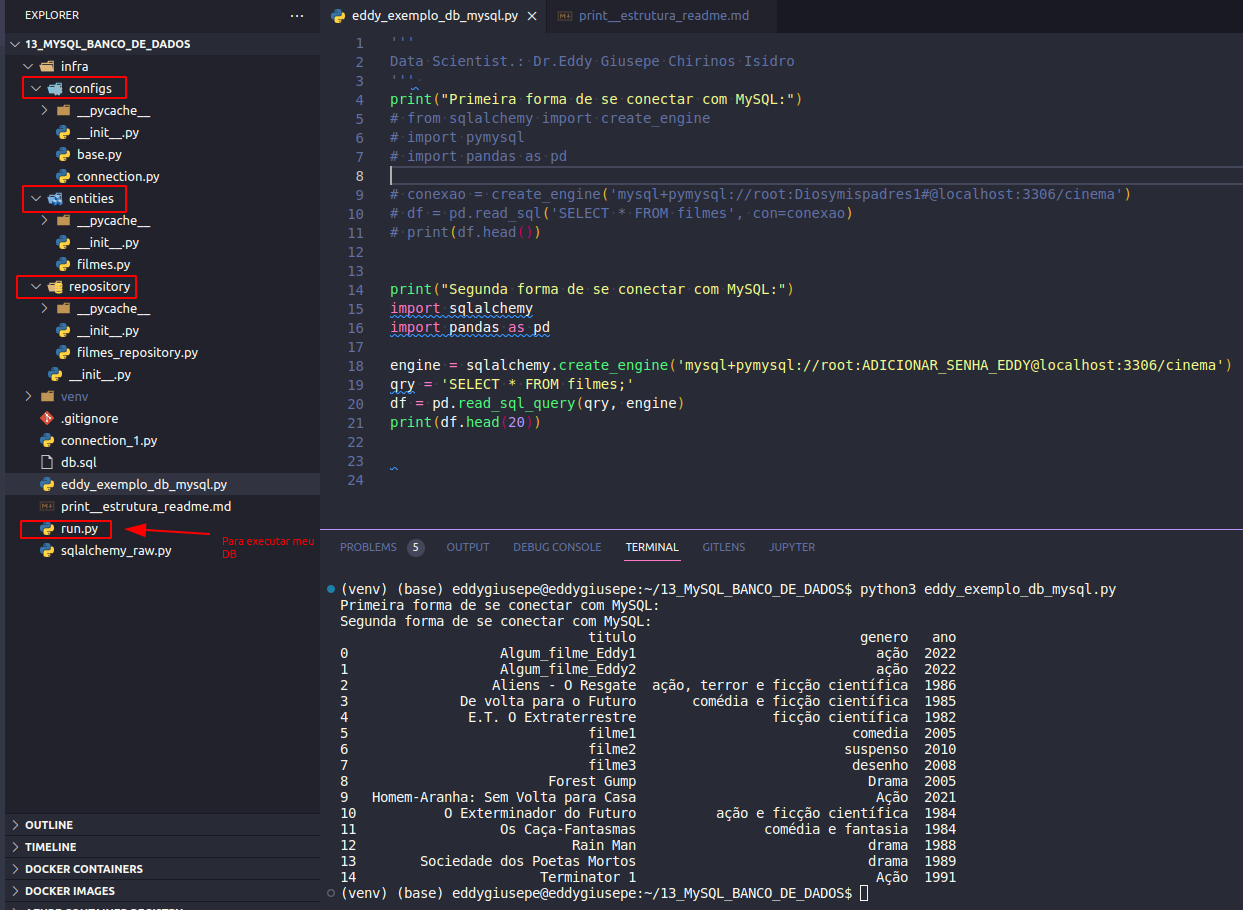 EXPLORER
13_MYSQL_BANCO_DE_DADOS
infra
configs
__pycache__
__init__.py
base.py
connection.py
entities
__pycache__
__init__.py
filmes.py
repository
__pycache__
__init__.py
filmes_repository.py
__init__.py
venv
.gitignore
connection_1.py
db.sql
eddy_exemplo_db_mysql.py
print__estrutura_readme.md
run.py
Para executar meu
DB
sqlalchemy_raw.py
OUTLINE
TIMELINE
DOCKER CONTAINERS
DOCKER IMAGES
eddy_exemplo_db_mysql.py
print__estrutura_readme.md
1 '''
2 Data Scientist.: Dr.Eddy Giusepe Chirinos Isidro
3 '''
4 print("Primeira forma de se conectar com MySQL:")
5 # from sqlalchemy import create_engine
6 # import pymysql
7 # import pandas as pd
8
9 # conexao = create_engine('mysql+pymysql://root:Diosymispadres1#@localhost:3306/cinema')
10 # df = pd.read_sql('SELECT * FROM filmes', con=conexao)
11 # print(df.head())
12
13
14 print("Segunda forma de se conectar com MySQL:")
15 import sqlalchemy
16 import pandas as pd
17
18 engine = sqlalchemy.create_engine('mysql+pymysql://root:ADICIONAR_SENHA_EDDY@localhost:3306/cinema')
19 qry = 'SELECT * FROM filmes;'
20 df = pd.read_sql_query(qry, engine)
21 print(df.head(20))
22
23
24
PROBLEMS 5 OUTPUT DEBUG CONSOLE TERMINAL GITLENS JUPYTER
(venv) (base) eddygiusepe@eddygiusepe:~/13_MySQL_BANCO_DE_DADOS$ python3 eddy_exemplo_db_mysql.py
Primeira forma de se conectar com MySQL:
Segunda forma de se conectar com MySQL:
titulo genero ano
0 Algum_filme_Eddy1 ação 2022
1 Algum_filme_Eddy2 ação 2022
2 Aliens - O Resgate ação, terror e ficção científica 1986
3 De volta para o Futuro comédia e ficção científica 1985
4 E.T. O Extraterrestre ficção científica 1982
5 filme1 comedia 2005
6 filme2 suspenso 2010
7 filme3 desenho 2008
8 Forest Gump Drama 2005
9 Homem-Aranha: Sem Volta para Casa Ação 2021
10 O Exterminador do Futuro ação e ficção científica 1984
11 Os Caça-Fantasmas comédia e fantasia 1984
12 Rain Man drama 1988
13 Sociedade dos Poetas Mortos drama 1989
14 Terminator 1 Ação 1991
(venv) (base) eddygiusepe@eddygiusepe:~/13_MySQL_BANCO_DE_DADOS$